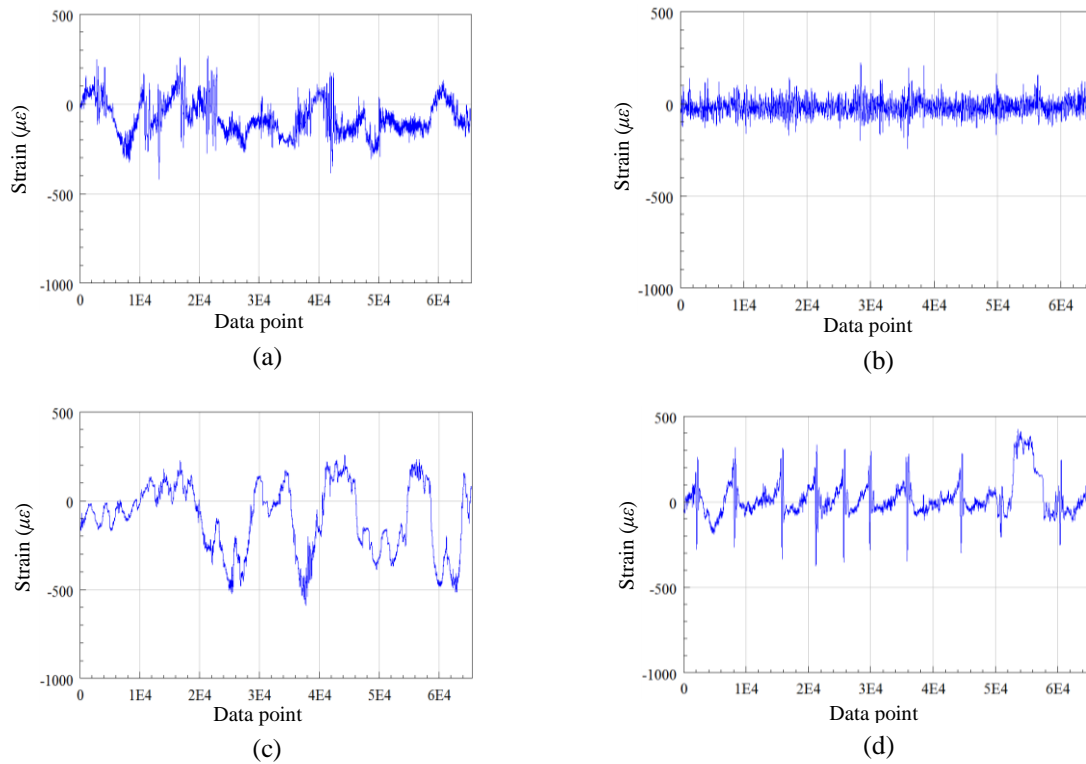 500
0
-500
-1000
Strain (με)
0 1E4 2E4 3E4 4E4 5E4 6E4
Data point
(a)
500
0
-500
-1000
Strain (με)
0 1E4 2E4 3E4 4E4 5E4 6E4
Data point
(b)
500
0
-500
-1000
Strain (με)
0 1E4 2E4 3E4 4E4 5E4 6E4
Data point
(c)
500
0
-500
-1000
Strain (με)
0 1E4 2E4 3E4 4E4 5E4 6E4
Data point
(d)